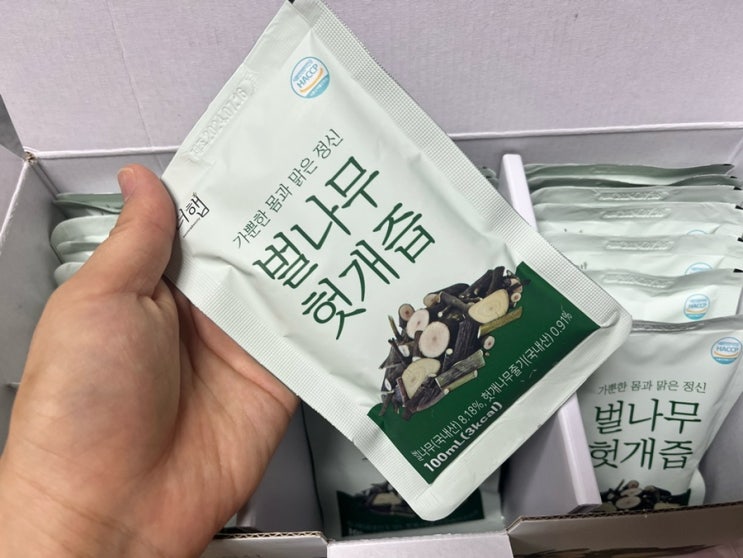 HACCP
가뿐한 몸과 맑은 정신
벌나무
헛개즙
벌나무(국내산) 8.18%, 헛개나무줄기(국내산) 0.91%
100mL(3kcal)
HACCP
가뿐한 몸과 맑은 정신
벌나무
헛개즙